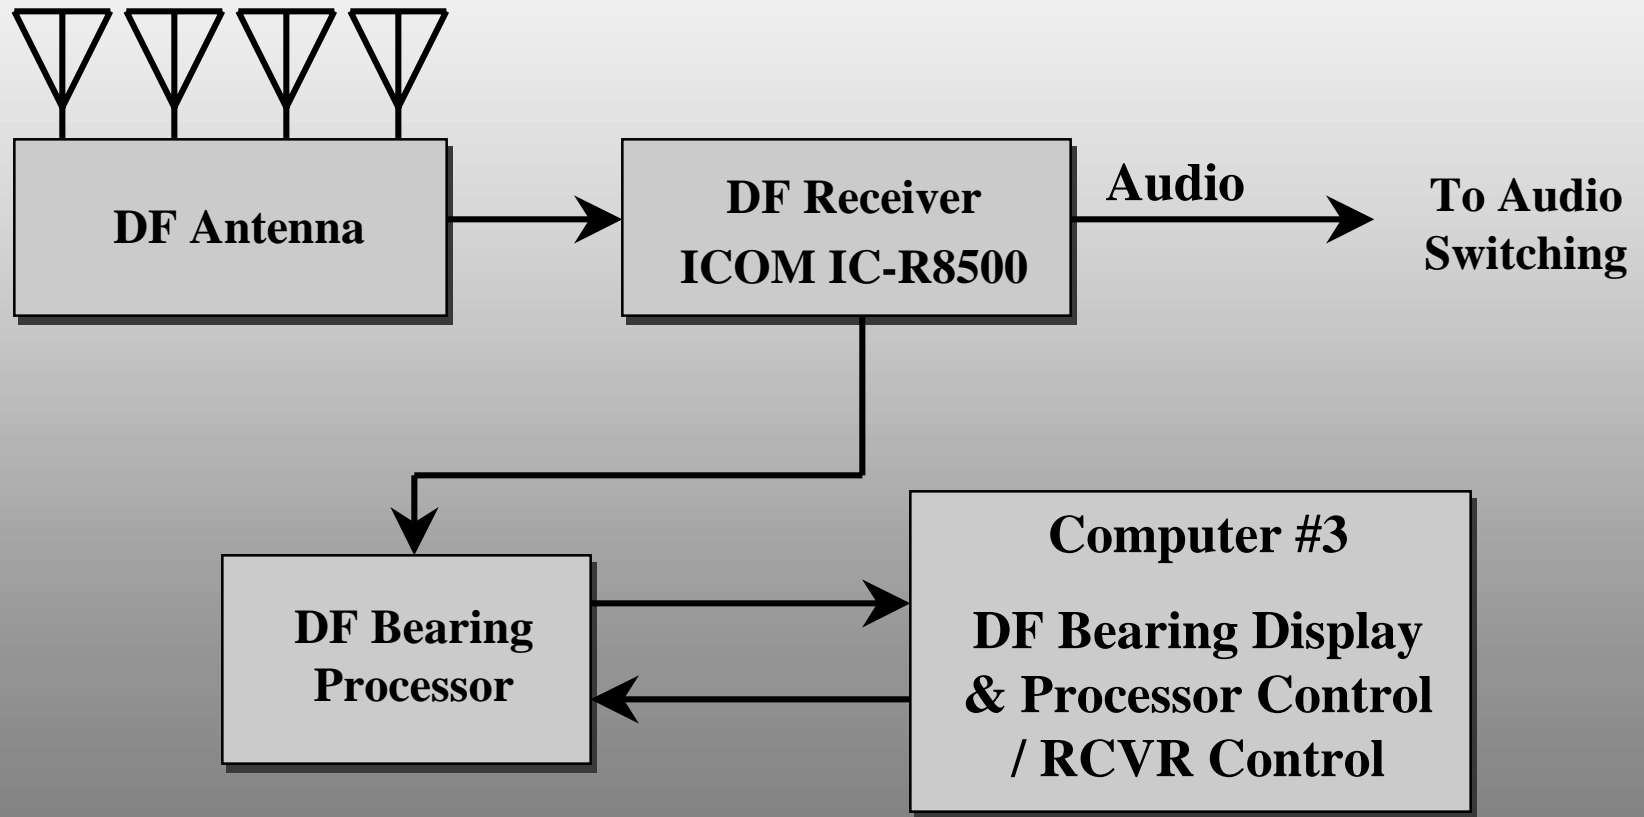 DF Antenna
DF Receiver
ICOM IC-R8500
Audio
To Audio
Switching
DF Bearing
Processor
Computer #3
DF Bearing Display
& Processor Control
/ RCVR Control